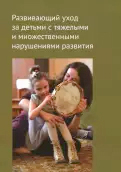 Развивающий уход
за детьми с тяжелыми
и множественными
нарушениями развития